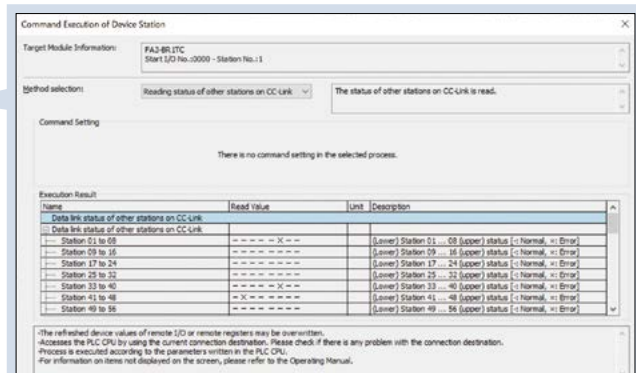 Command Execution of Device Station
Target Module Information:
FA3-BR1TC
Start I/O No.:0000 - Station No.:1
Method selection: Reading status of other stations on CC-Link The status of other stations on CC-Link is read.
Command Setting
There is no command setting in the selected process.
Execution Result
Name Read Value Unit Description
Data link status of other stations on CC-Link
Data link status of other stations on CC-Link
Station 01 to 08 - - - - - X - - (Lower) Station 01 ... 08 (upper) status [-: Normal, ×: Error]
Station 09 to 16 - - - - - - - - (Lower) Station 09 ... 16 (upper) status [-: Normal, ×: Error]
Station 17 to 24 - - - - - - - - (Lower) Station 17 ... 24 (upper) status [-: Normal, ×: Error]
Station 25 to 32 - - - - - - - - (Lower) Station 25 ... 32 (upper) status [-: Normal, ×: Error]
Station 33 to 40 - - - - - X - - (Lower) Station 33 ... 40 (upper) status [-: Normal, ×: Error]
Station 41 to 48 - X - - - - - - (Lower) Station 41 ... 48 (upper) status [-: Normal, ×: Error]
Station 49 to 56 - - - - - - - - (Lower) Station 49 ... 56 (upper) status [-: Normal, ×: Error]
-The refreshed device values of remote I/O or remote registers may be overwritten.
-Accesses the PLC CPU by using the current connection destination. Please check if there is any problem with the connection destination.
-Process is executed according to the parameters written in the PLC CPU.
-For information on items not displayed on the screen, please refer to the Operating Manual.